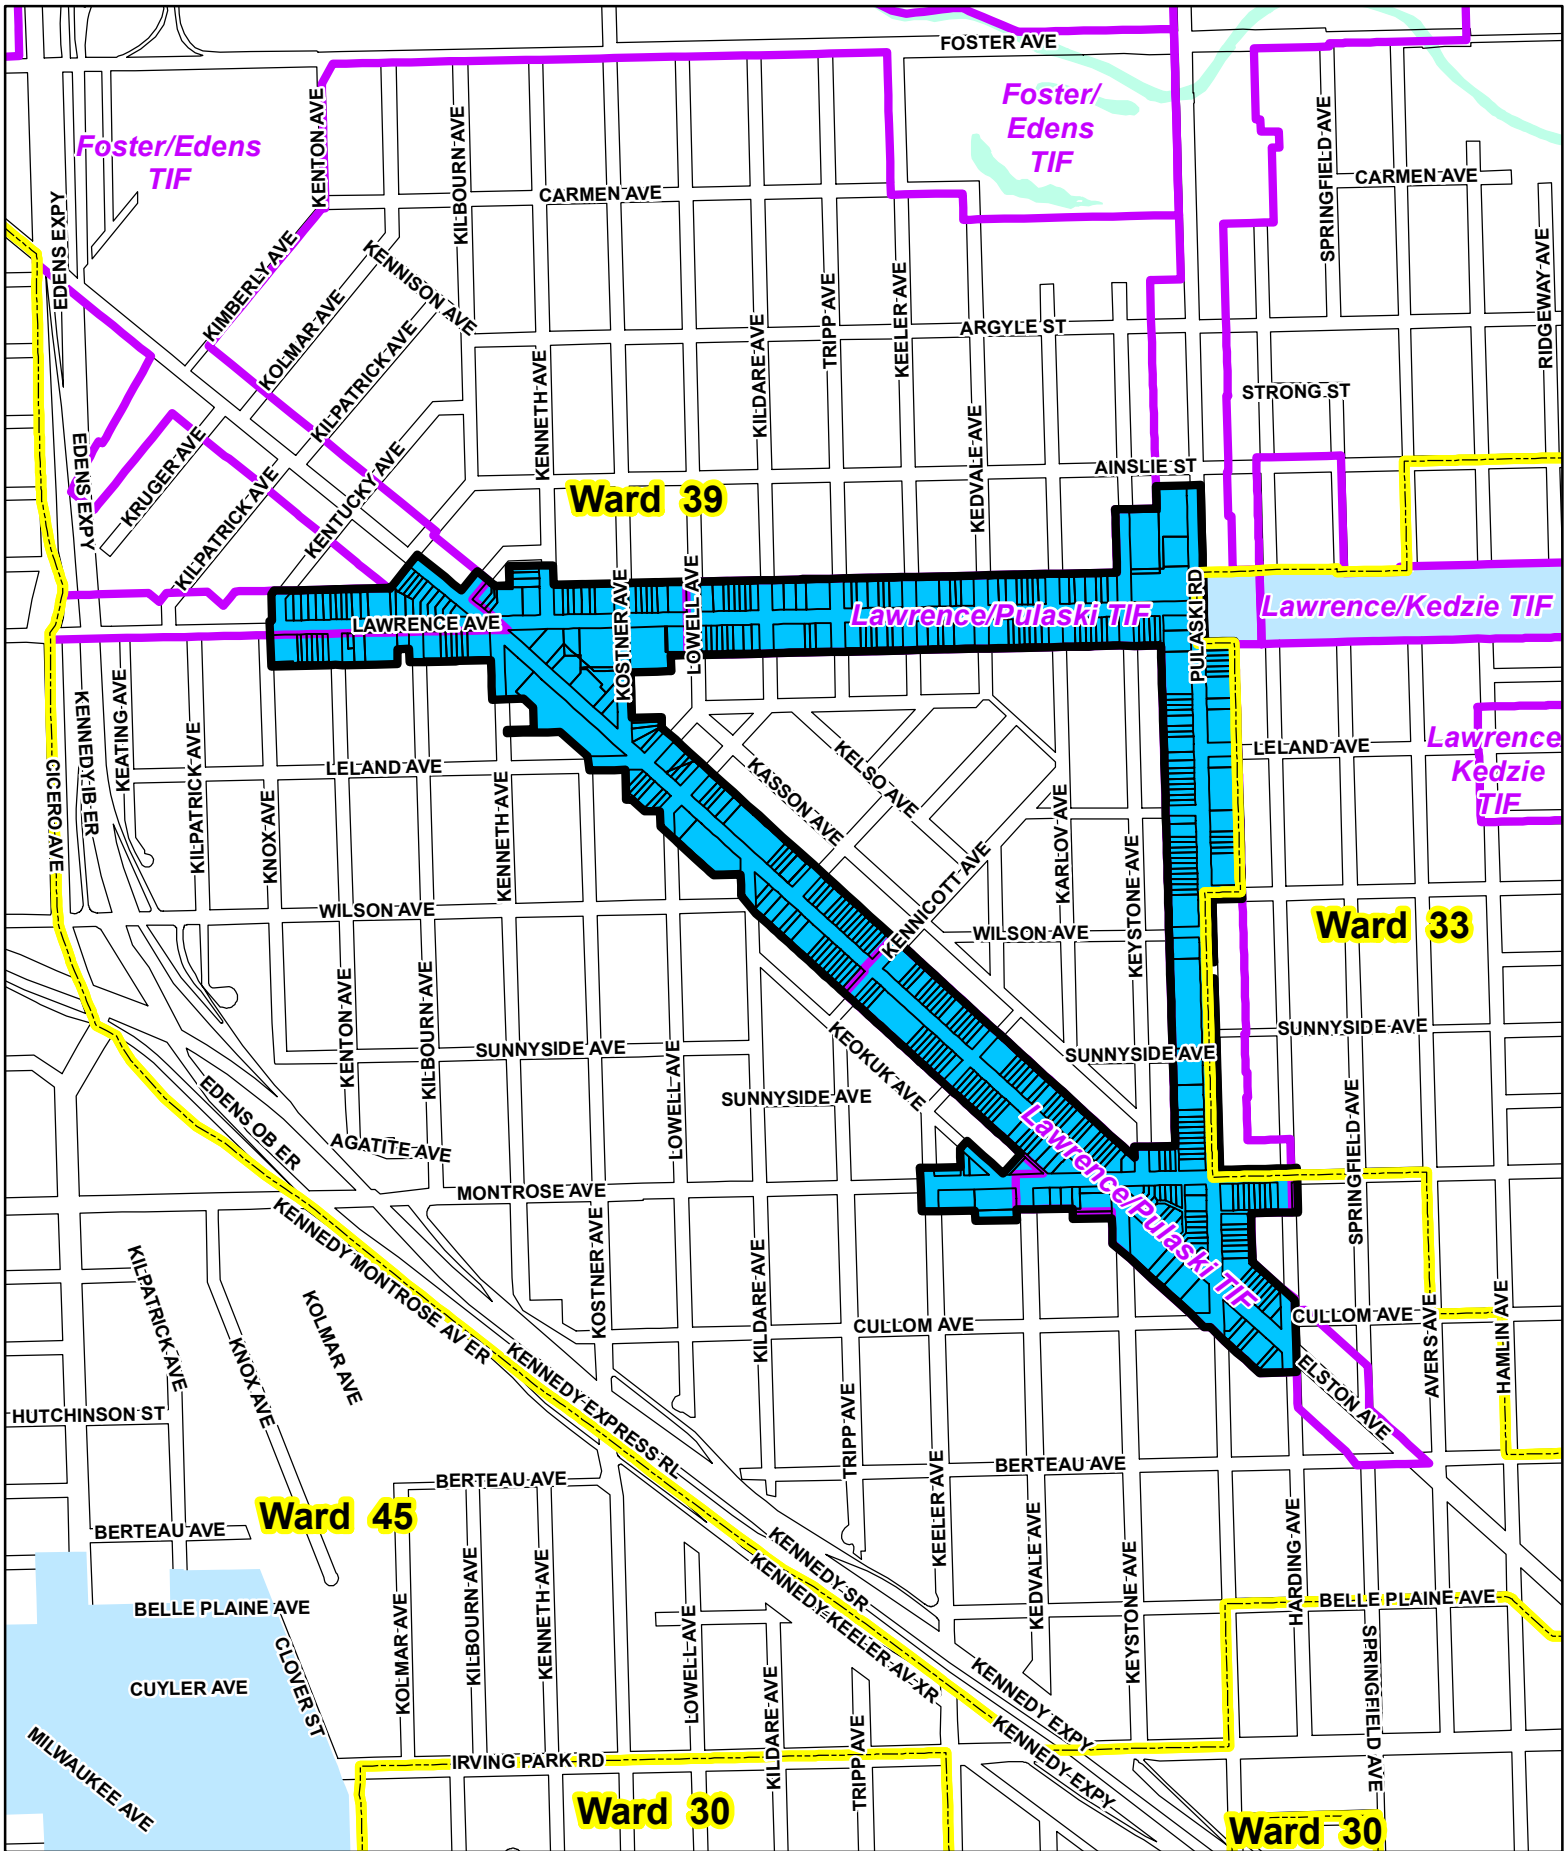 FOSTER AVE
Foster/
Edens
TIF
Foster/Edens
TIF
KENTON AVE
KILBOURN AVE
SPRINGFIELD AVE
CARMEN AVE
CARMEN AVE
EDENS EXPY
KIMBERLY AVE
KENNISON AVE
KOLMAR AVE
KILPATRICK AVE
TRIPP AVE
KEELER AVE
RIDGEWAY AVE
ARGYLE ST
KENNETH AVE
KILDARE AVE
STRONG ST
KEDVALE AVE
EDENS EXPY
KRUGER AVE
KILPATRICK AVE
KENTUCKY AVE
AINSLIE ST
Ward 39
LAWRENCE AVE
KOSTNER AVE
LOWELL AVE
Lawrence/Pulaski TIF
PULASKI RD
Lawrence/Kedzie TIF
CICERO AVE
KENNEDY IB ER
KEATING AVE
KILPATRICK AVE
KNOX AVE
LELAND AVE
KENNETH AVE
KASSON AVE
KELSO AVE
KARLOV AVE
KEYSTONE AVE
LELAND AVE
Lawrence
Kedzie
TIF
KENNICOTT AVE
WILSON AVE
WILSON AVE
Ward 33
KENTON AVE
KILBOURN AVE
SUNNYSIDE AVE
LOWELL AVE
SUNNYSIDE AVE
KEOKUK AVE
SUNNYSIDE AVE
SUNNYSIDE AVE
EDENS OB ER
AGATITE AVE
MONTROSE AVE
Lawrence/Pulaski TIF
SPRINGFIELD AVE
KENNEDY MONTROSE AV ER
KILPATRICK AVE
KNOX AVE
KOLMAR AVE
KOSTNER AVE
KILDARE AVE
CULLOM AVE
CULLOM AVE
AVERS AVE
HAMLIN AVE
ELSTON AVE
HUTCHINSON ST
KENNEDY EXPRESS RL
TRIPP AVE
BERTEAU AVE
BERTEAU AVE
KEELER AVE
Ward 45
BERTEAU AVE
KENNEDY SR
KEDVALE AVE
KEYSTONE AVE
HARDING AVE
KILBOURN AVE
KENNETH AVE
KENNEDY KEELER AV XR
BELLE PLAINE AVE
BELLE PLAINE AVE
CLOVER ST
KOLMAR AVE
LOWELL AVE
KILDARE AVE
TRIPP AVE
SPRINGFIELD AVE
CUYLER AVE
MILWAUKEE AVE
KENNEDY EXPY
KENNEDY EXPY
IRVING PARK RD
Ward 30
Ward 30